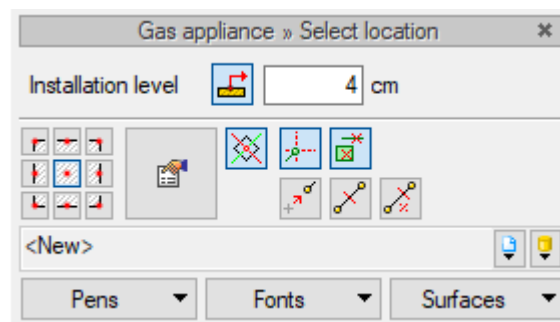 Gas appliance » Select location
Installation level 4 cm
<New>
Pens Fonts Surfaces